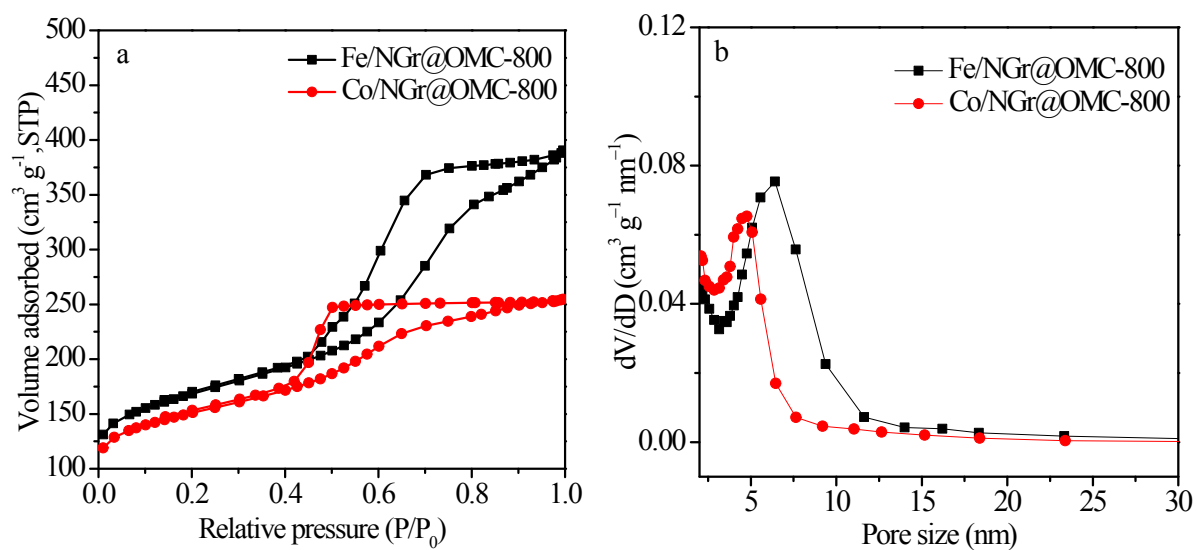 a
Fe/NGr@OMC-800
Co/NGr@OMC-800
500
450
400
350
300
250
200
150
100
0.0 0.2 0.4 0.6 0.8 1.0
Volume adsorbed (cm³ g⁻¹,STP)
Relative pressure (P/P₀)
b
Fe/NGr@OMC-800
Co/NGr@OMC-800
0.12
0.08
0.04
0.00
5 10 15 20 25 30
dV/dD (cm³ g⁻¹ nm⁻¹)
Pore size (nm)